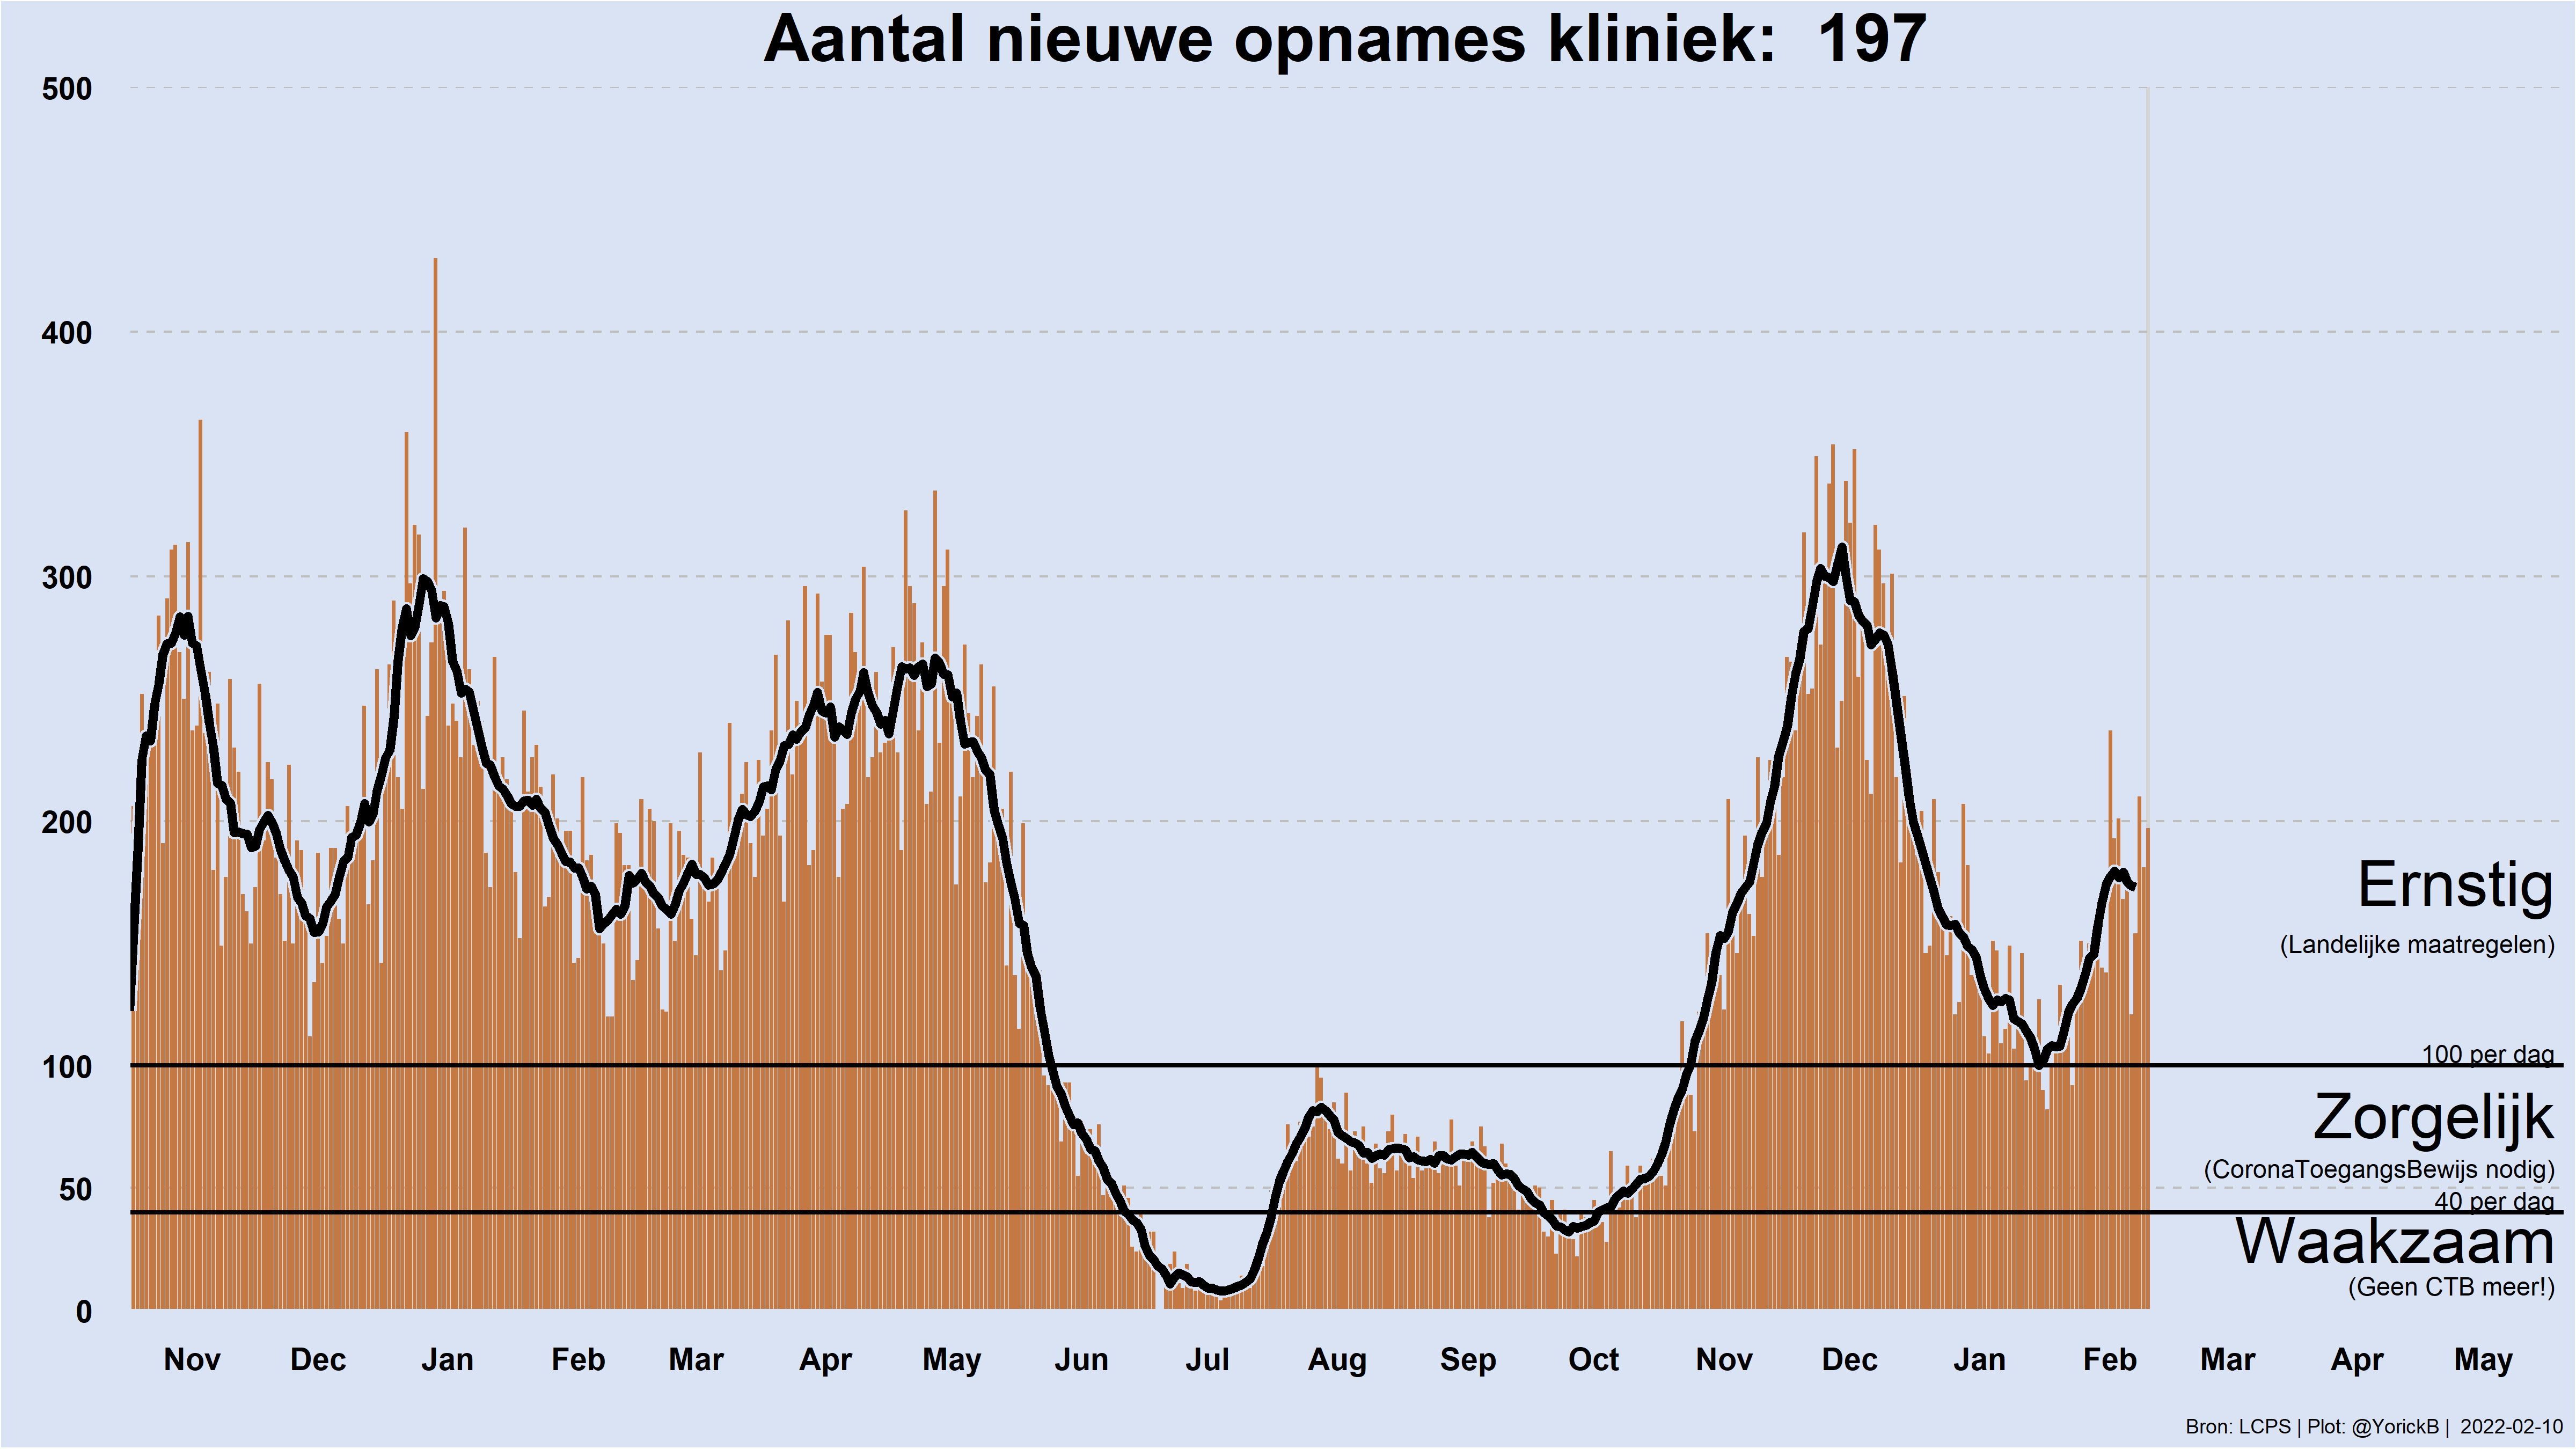 Aantal nieuwe opnames kliniek: 197
500
400
300
200
100
50
0
Ernstig
(Landelijke maatregelen)
100 per dag
Zorgelijk
(CoronaToegangsBewijs nodig)
40 per dag
Waakzaam
(Geen CTB meer!)
Nov Dec Jan Feb Mar Apr May Jun Jul Aug Sep Oct Nov Dec Jan Feb Mar Apr May
Bron: LCPS | Plot: @YorickB | 2022-02-10